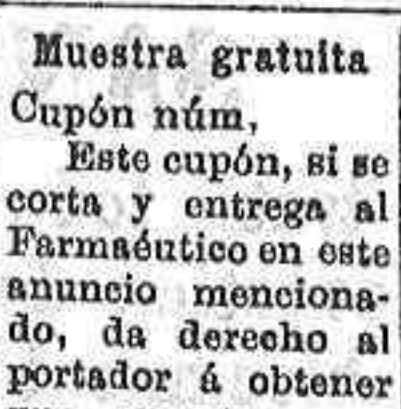 Muestra gratuita
Cupón núm,
Este cupón, si se
corta y entrega al
Farmaéutico en este
anuncio menciona-
do, da derecho al
portador á obtener